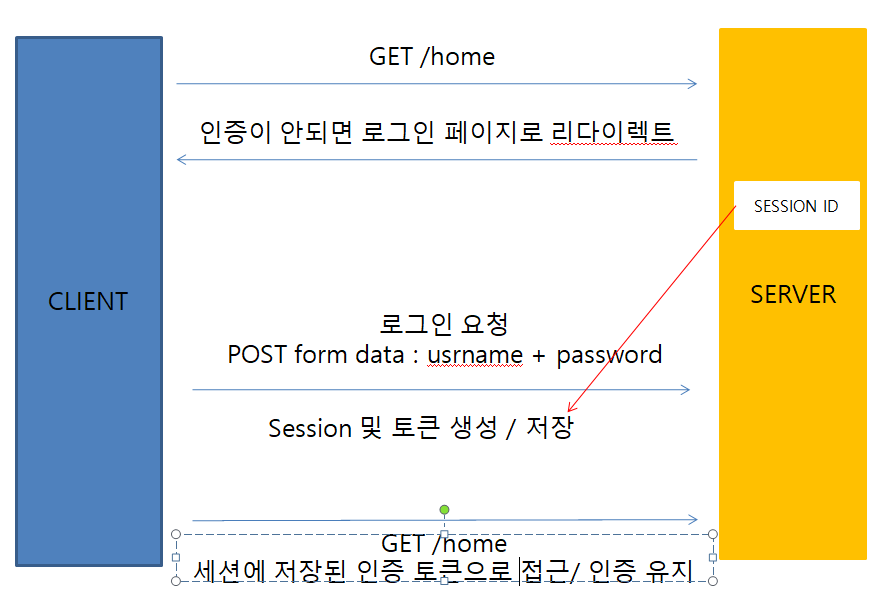 GET /home
인증이 안되면 로그인 페이지로 리다이렉트
SESSION ID
CLIENT
SERVER
로그인 요청
POST form data : usrname + password
Session 및 토큰 생성 / 저장
GET /home
세션에 저장된 인증 토큰으로 접근/ 인증 유지